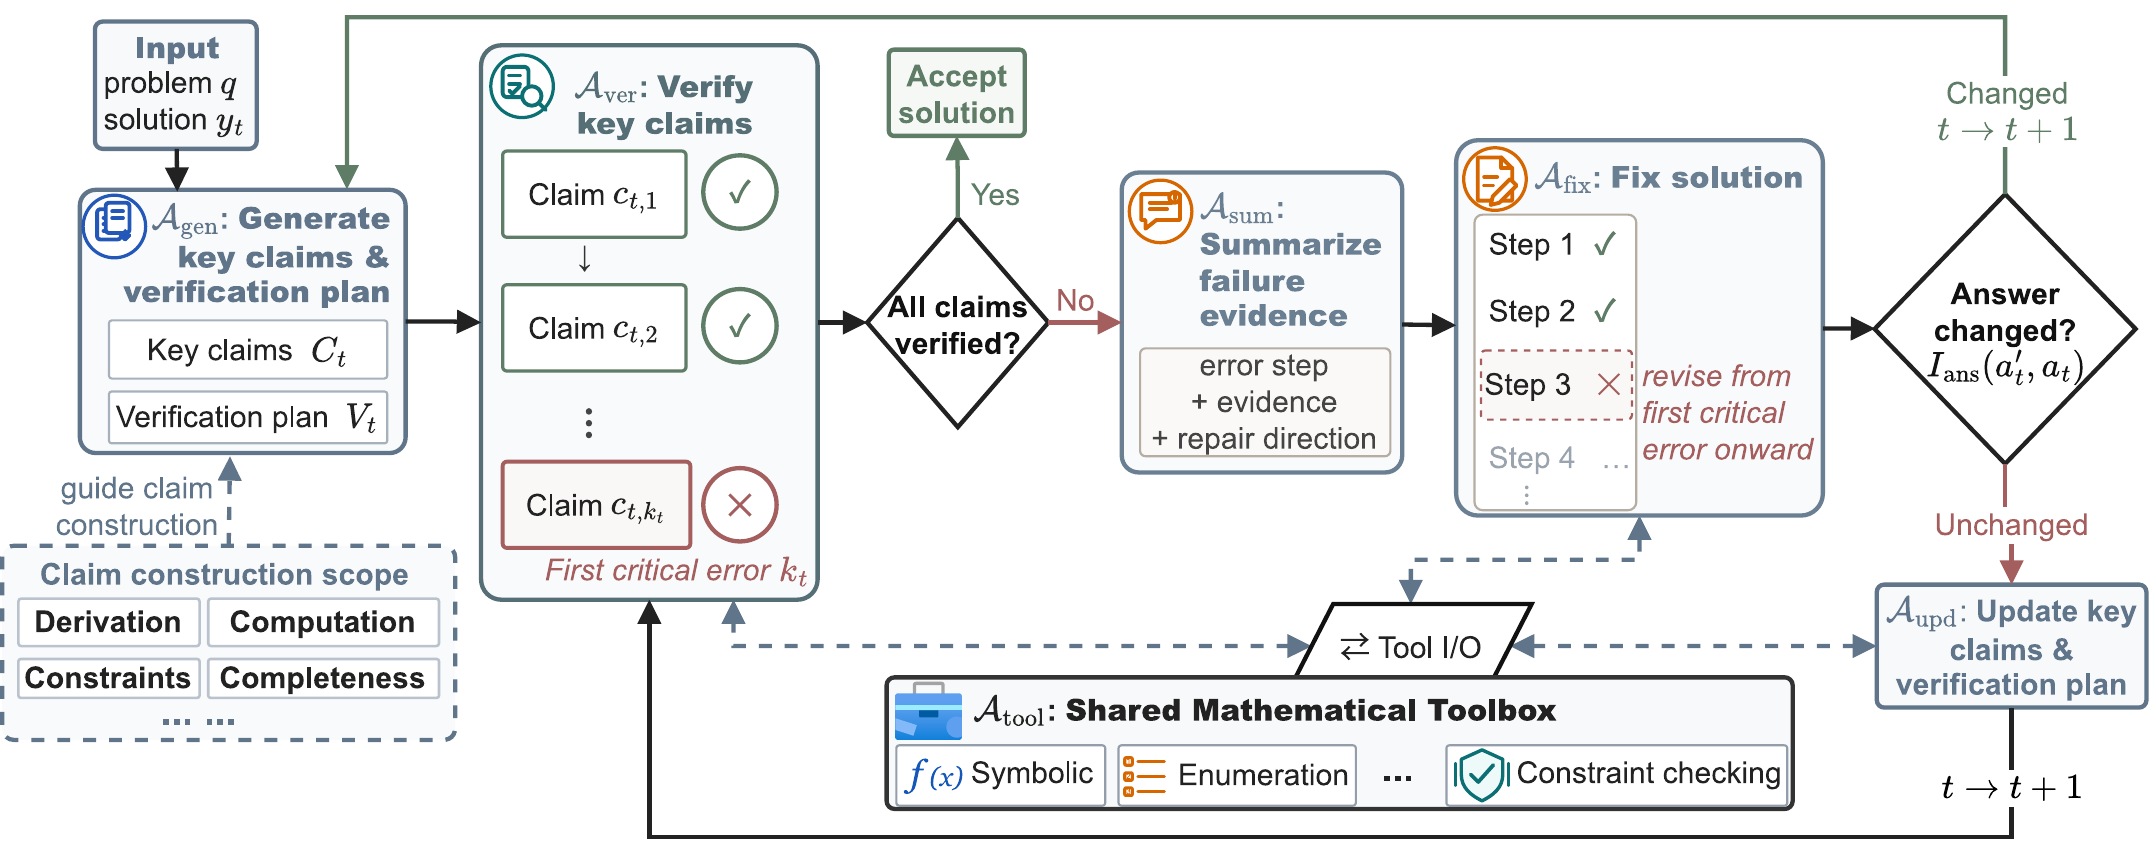 Input
problem q
solution y_t
A_gen: Generate
key claims &
verification plan
Key claims C_t
Verification plan V_t
guide claim
construction
Claim construction scope
Derivation
Computation
Constraints
Completeness
... ...
A_ver: Verify
key claims
Claim c_{t,1}
✓
↓
Claim c_{t,2}
✓
⋮
Claim c_{t,k_t}
✕
First critical error k_t
All claims
verified?
Yes
Accept
solution
No
A_sum:
Summarize
failure
evidence
error step
+ evidence
+ repair direction
A_fix: Fix solution
Step 1 ✓
Step 2 ✓
Step 3 ✕
Step 4 ...
⋮
revise from
first critical
error onward
Answer
changed?
I_ans(a'_t, a_t)
Changed
t → t + 1
Unchanged
A_upd: Update key
claims &
verification plan
t → t + 1
⇄ Tool I/O
A_tool: Shared Mathematical Toolbox
f(x) Symbolic
Enumeration
...
Constraint checking